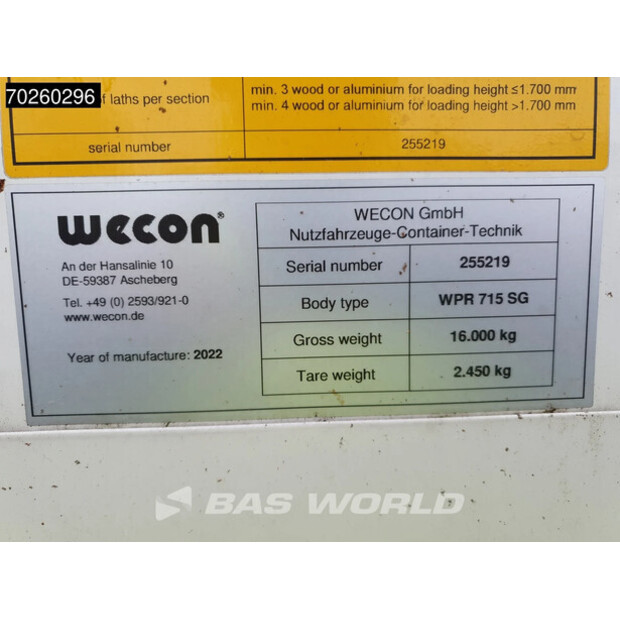 70260296
of laths per section
min. 3 wood or aluminium for loading height ≤1.700 mm
min. 4 wood or aluminium for loading height >1.700 mm
serial number 255219
wecon®
An der Hansalinie 10
DE-59387 Ascheberg
Tel. +49 (0) 2593/921-0
www.wecon.de
Year of manufacture: 2022
WECON GmbH
Nutzfahrzeuge-Container-Technik
Serial number 255219
Body type WPR 715 SG
Gross weight 16.000 kg
Tare weight 2.450 kg
BAS WORLD